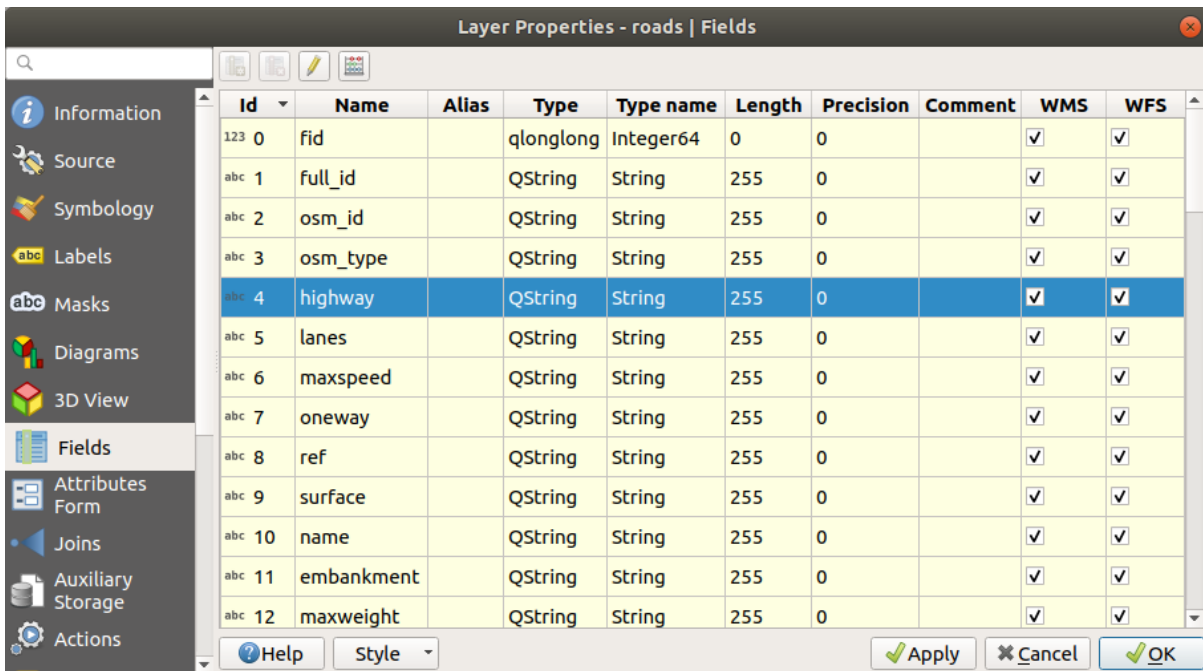 Layer Properties - roads | Fields
Information
Source
Symbology
abc Labels
abc Masks
Diagrams
3D View
Fields
Attributes
Form
Joins
Auxiliary
Storage
Actions
Id Name Alias Type Type name Length Precision Comment WMS WFS
123 0 fid qlonglong Integer64 0 0
abc 1 full_id QString String 255 0
abc 2 osm_id QString String 255 0
abc 3 osm_type QString String 255 0
abc 4 highway QString String 255 0
abc 5 lanes QString String 255 0
abc 6 maxspeed QString String 255 0
abc 7 oneway QString String 255 0
abc 8 ref QString String 255 0
abc 9 surface QString String 255 0
abc 10 name QString String 255 0
abc 11 embankment QString String 255 0
abc 12 maxweight QString String 255 0
Help Style Apply Cancel OK